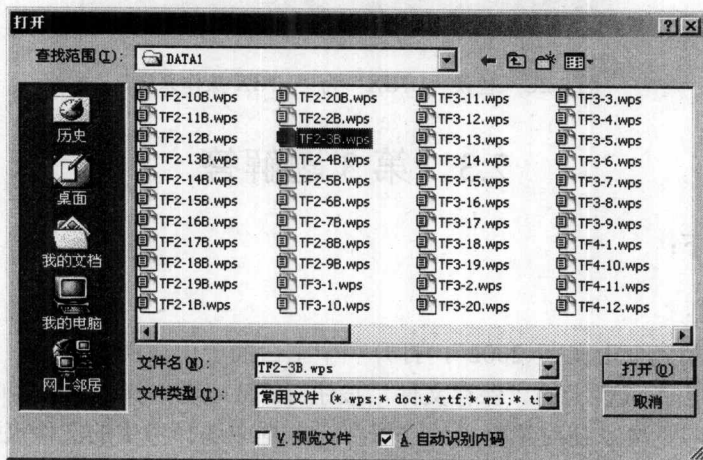 打开
查找范围(I):
DATA1
历史
桌面
我的文档
我的电脑
网上邻居
TF2-10B.wps
TF2-11B.wps
TF2-12B.wps
TF2-13B.wps
TF2-14B.wps
TF2-15B.wps
TF2-16B.wps
TF2-17B.wps
TF2-18B.wps
TF2-19B.wps
TF2-1B.wps
TF2-20B.wps
TF2-2B.wps
TF2-3B.wps
TF2-4B.wps
TF2-5B.wps
TF2-6B.wps
TF2-7B.wps
TF2-8B.wps
TF2-9B.wps
TF3-1.wps
TF3-10.wps
TF3-11.wps
TF3-12.wps
TF3-13.wps
TF3-14.wps
TF3-15.wps
TF3-16.wps
TF3-17.wps
TF3-18.wps
TF3-19.wps
TF3-2.wps
TF3-20.wps
TF3-3.wps
TF3-4.wps
TF3-5.wps
TF3-6.wps
TF3-7.wps
TF3-8.wps
TF3-9.wps
TF4-1.wps
TF4-10.wps
TF4-11.wps
TF4-12.wps
文件名(N):
TF2-3B.wps
打开(O)
文件类型(T):
常用文件 (*.wps;*.doc;*.rtf;*.wri;*.t
取消
V. 预览文件
A. 自动识别内码